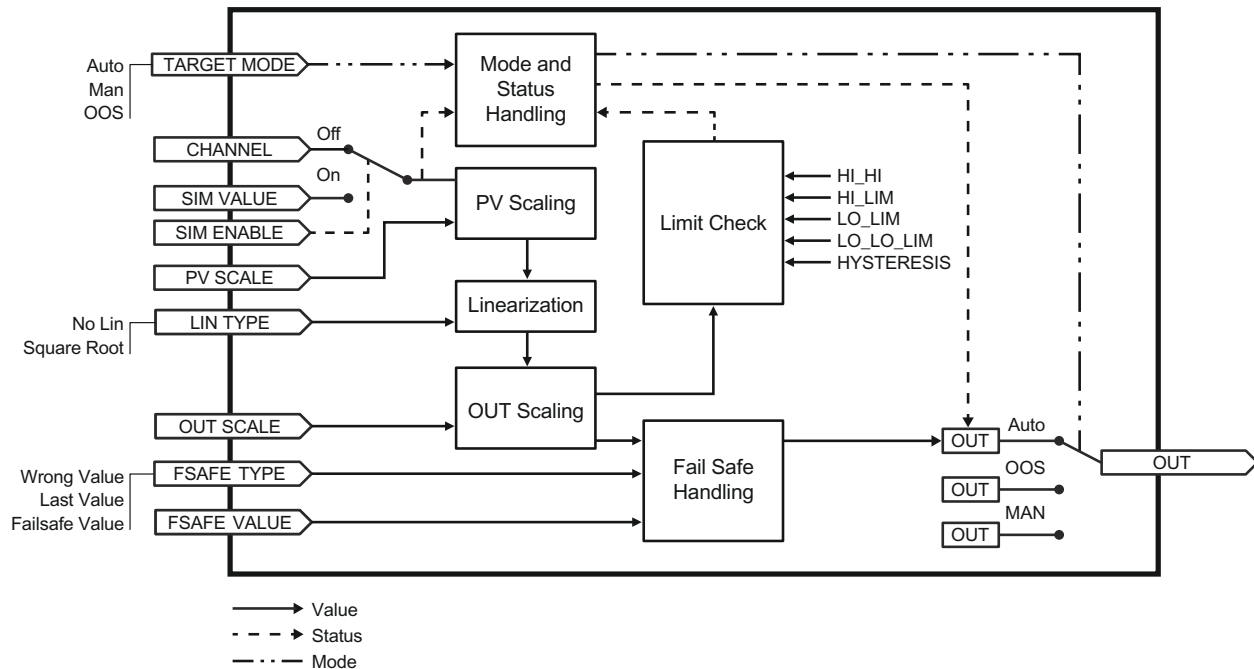 Auto
Man
OOS
TARGET MODE
Mode and
Status
Handling
CHANNEL
Off
On
SIM VALUE
SIM ENABLE
PV SCALE
PV Scaling
Limit Check
HI_HI
HI_LIM
LO_LIM
LO_LO_LIM
HYSTERESIS
No Lin
Square Root
LIN TYPE
Linearization
OUT SCALE
OUT Scaling
Wrong Value
Last Value
Failsafe Value
FSAFE TYPE
FSAFE VALUE
Fail Safe
Handling
OUT
Auto
OUT
OOS
OUT
MAN
OUT
Value
Status
Mode